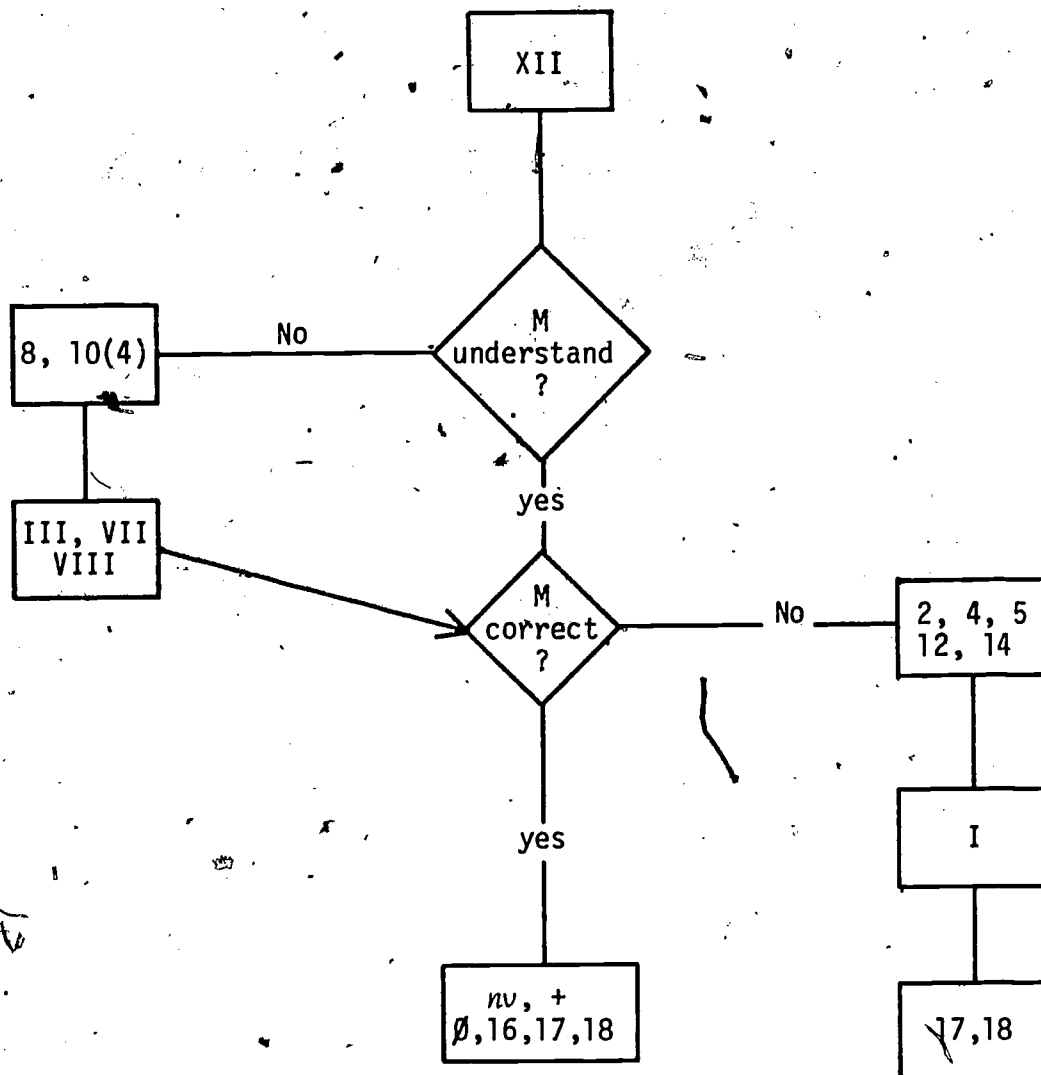 XII
M
understand
?
No
8, 10(4)
yes
III, VII
VIII
M
correct
?
No
2, 4, 5
12, 14
I
yes
nv, +
Ø,16,17,18
17,18